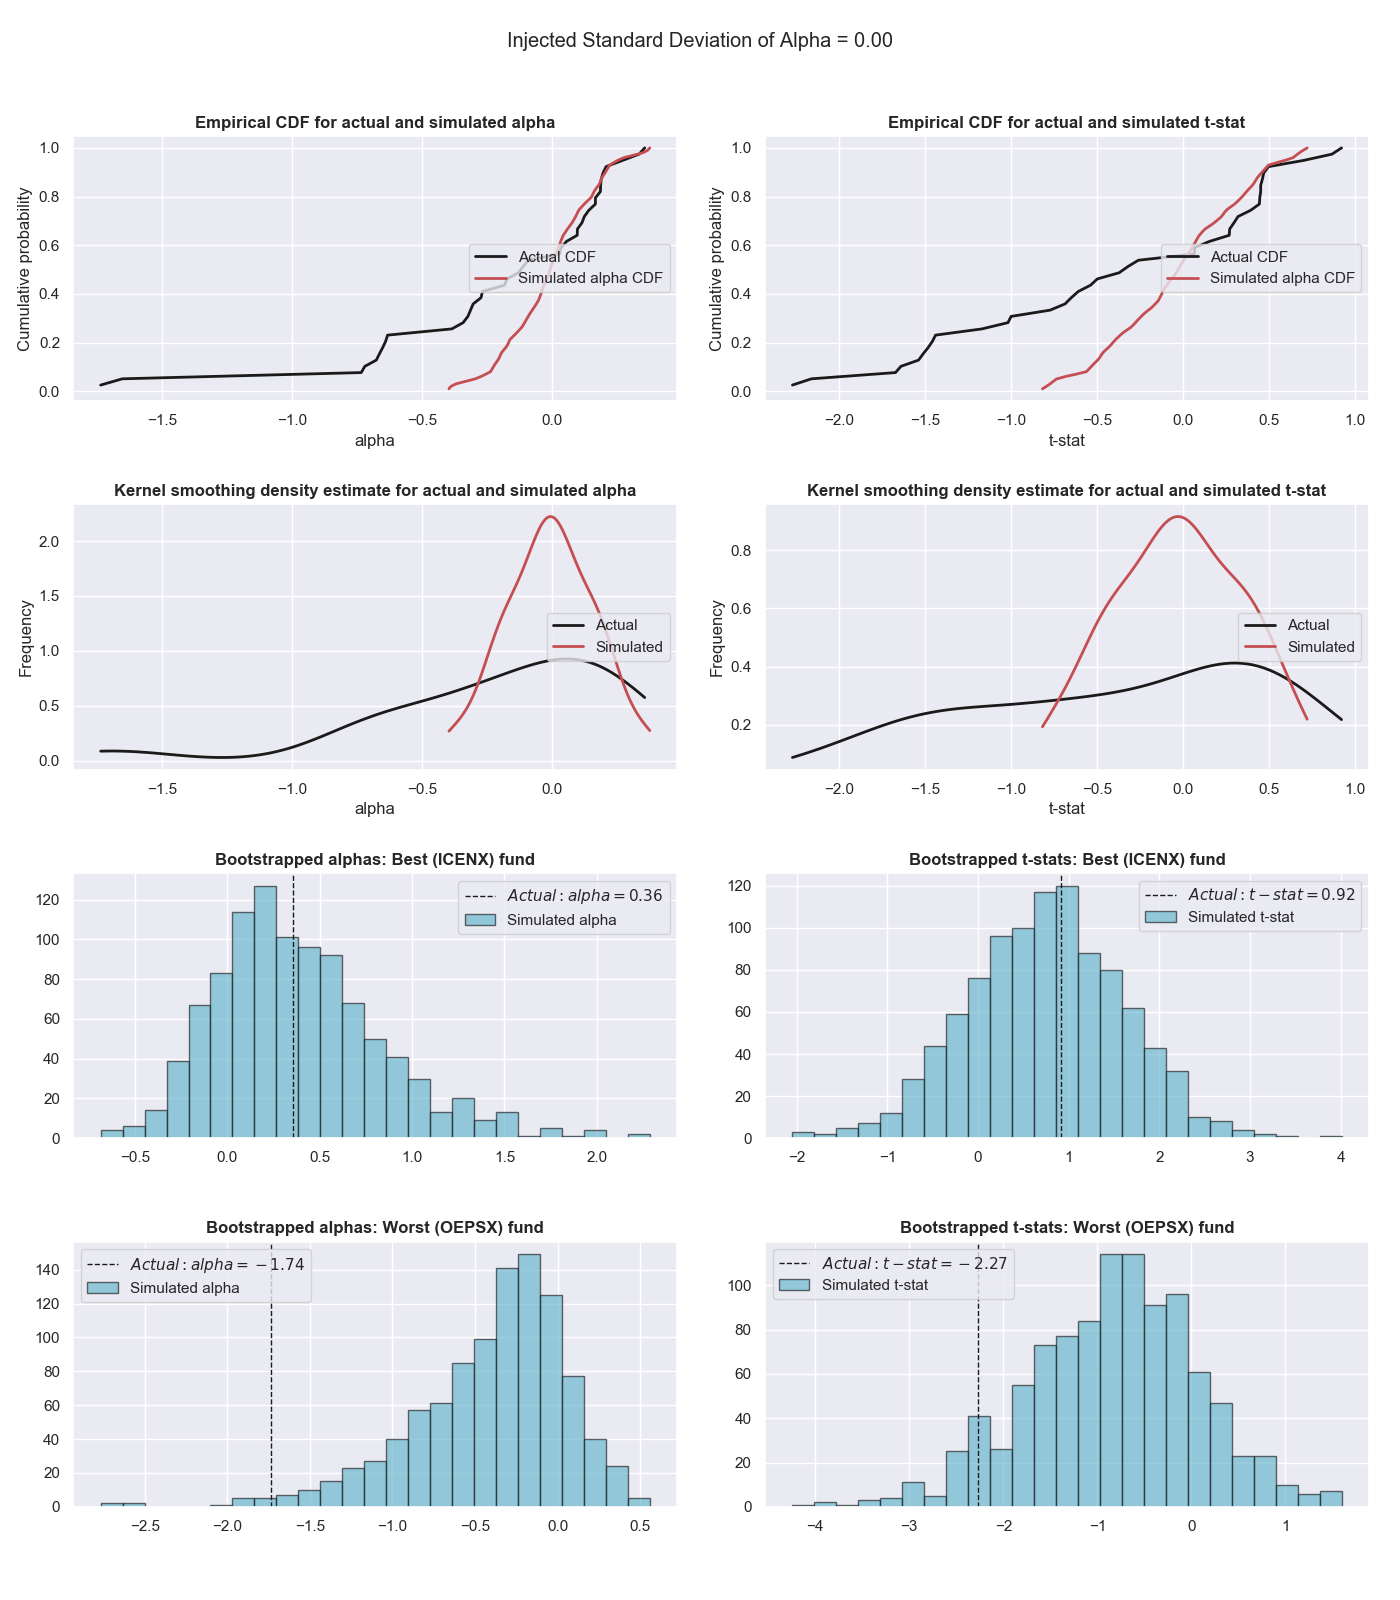 Injected Standard Deviation of Alpha = 0.00
Empirical CDF for actual and simulated alpha
Cumulative probability
1.0
0.8
0.6
0.4
0.2
0.0
Actual CDF
Simulated alpha CDF
−1.5 −1.0 −0.5 0.0
alpha
Empirical CDF for actual and simulated t-stat
Cumulative probability
1.0
0.8
0.6
0.4
0.2
0.0
Actual CDF
Simulated alpha CDF
−2.0 −1.5 −1.0 −0.5 0.0 0.5 1.0
t-stat
Kernel smoothing density estimate for actual and simulated alpha
Frequency
2.0
1.5
1.0
0.5
0.0
Actual
Simulated
−1.5 −1.0 −0.5 0.0
alpha
Kernel smoothing density estimate for actual and simulated t-stat
Frequency
0.8
0.6
0.4
0.2
Actual
Simulated
−2.0 −1.5 −1.0 −0.5 0.0 0.5 1.0
t-stat
Bootstrapped alphas: Best (ICENX) fund
120
100
80
60
40
20
0
Actual : alpha = 0.36
Simulated alpha
−0.5 0.0 0.5 1.0 1.5 2.0
Bootstrapped t-stats: Best (ICENX) fund
120
100
80
60
40
20
0
Actual : t − stat = 0.92
Simulated t-stat
−2 −1 0 1 2 3 4
Bootstrapped alphas: Worst (OEPSX) fund
140
120
100
80
60
40
20
0
Actual : alpha = −1.74
Simulated alpha
−2.5 −2.0 −1.5 −1.0 −0.5 0.0 0.5
Bootstrapped t-stats: Worst (OEPSX) fund
100
80
60
40
20
0
Actual : t − stat = −2.27
Simulated t-stat
−4 −3 −2 −1 0 1